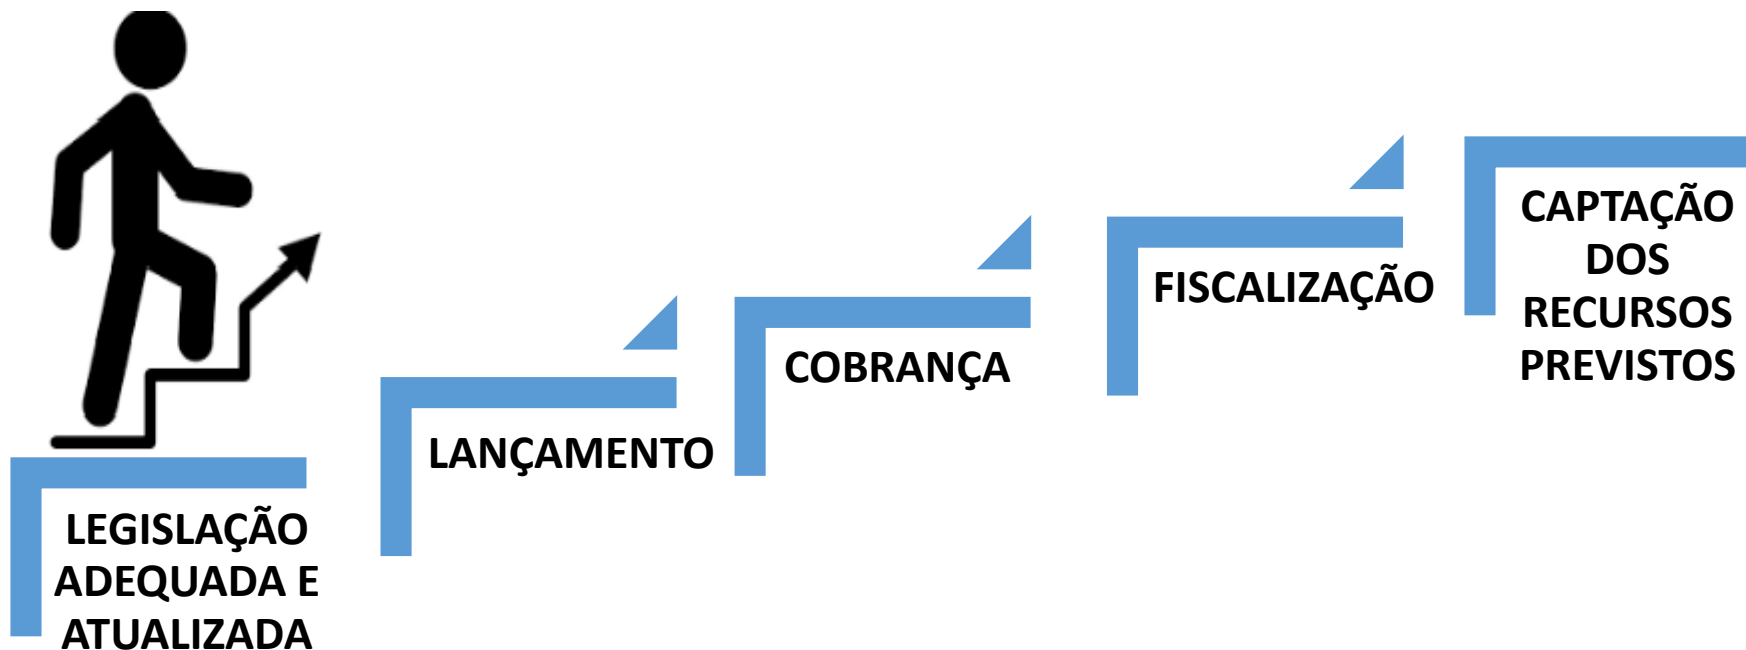 LEGISLAÇÃO
ADEQUADA E
ATUALIZADA
LANÇAMENTO
COBRANÇA
FISCALIZAÇÃO
CAPTAÇÃO
DOS
RECURSOS
PREVISTOS